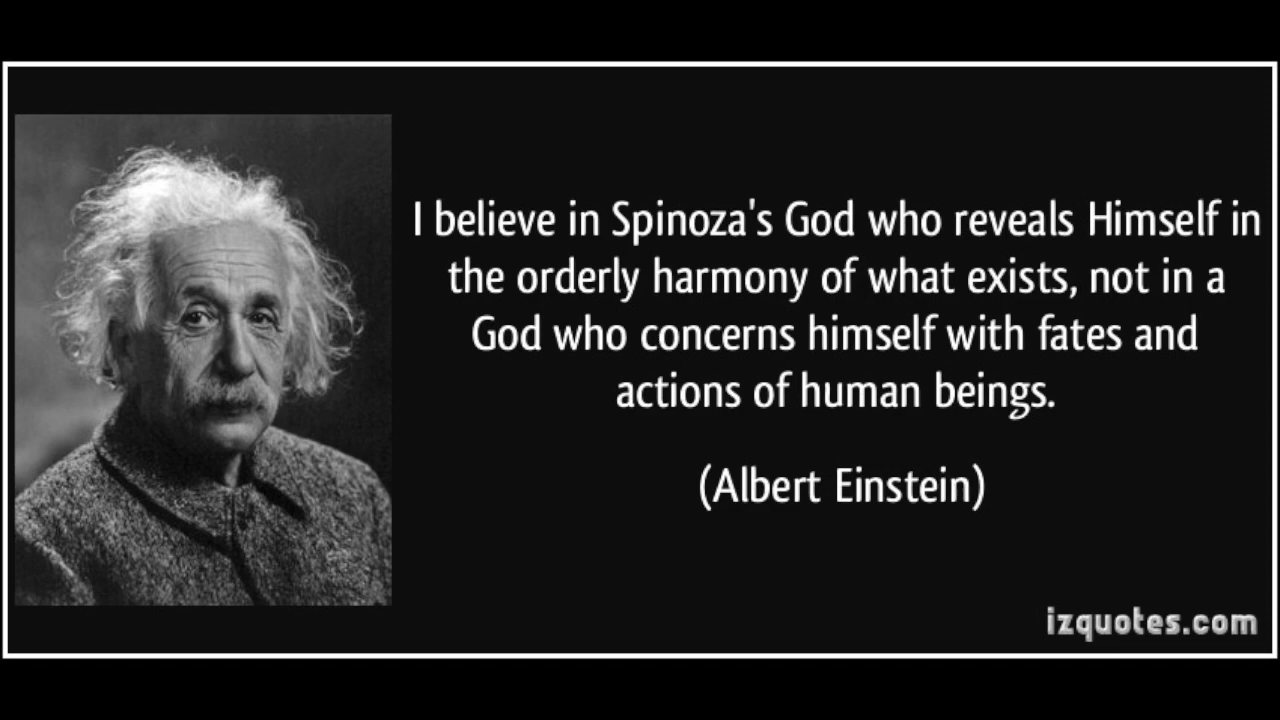 I believe in Spinoza's God who reveals Himself in
the orderly harmony of what exists, not in a
God who concerns himself with fates and
actions of human beings.
(Albert Einstein)
izquotes.com